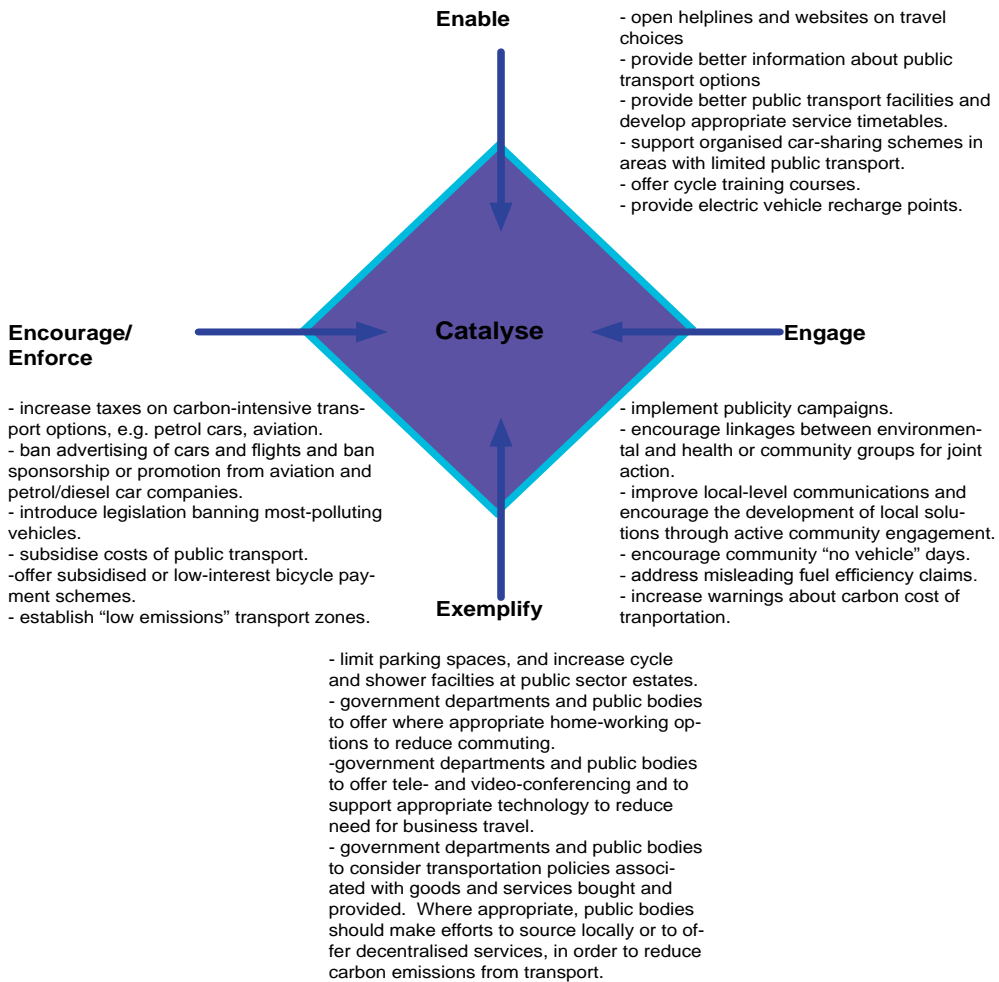 Enable
- open helplines and websites on travel
choices
- provide better information about public
transport options
- provide better public transport facilities and
develop appropriate service timetables.
- support organised car-sharing schemes in
areas with limited public transport.
- offer cycle training courses.
- provide electric vehicle recharge points.
Encourage/
Enforce
- increase taxes on carbon-intensive trans-
port options, e.g. petrol cars, aviation.
- ban advertising of cars and flights and ban
sponsorship or promotion from aviation and
petrol/diesel car companies.
- introduce legislation banning most-polluting
vehicles.
- subsidise costs of public transport.
-offer subsidised or low-interest bicycle pay-
ment schemes.
- establish “low emissions” transport zones.
Catalyse
Engage
- implement publicity campaigns.
- encourage linkages between environmen-
tal and health or community groups for joint
action.
- improve local-level communications and
encourage the development of local solu-
tions through active community engagement.
- encourage community “no vehicle” days.
- address misleading fuel efficiency claims.
- increase warnings about carbon cost of
tranportation.
Exemplify
- limit parking spaces, and increase cycle
and shower facilties at public sector estates.
- government departments and public bodies
to offer where appropriate home-working op-
tions to reduce commuting.
-government departments and public bodies
to offer tele- and video-conferencing and to
support appropriate technology to reduce
need for business travel.
- government departments and public bodies
to consider transportation policies associ-
ated with goods and services bought and
provided.  Where appropriate, public bodies
should make efforts to source locally or to of-
fer decentralised services, in order to reduce
carbon emissions from transport.